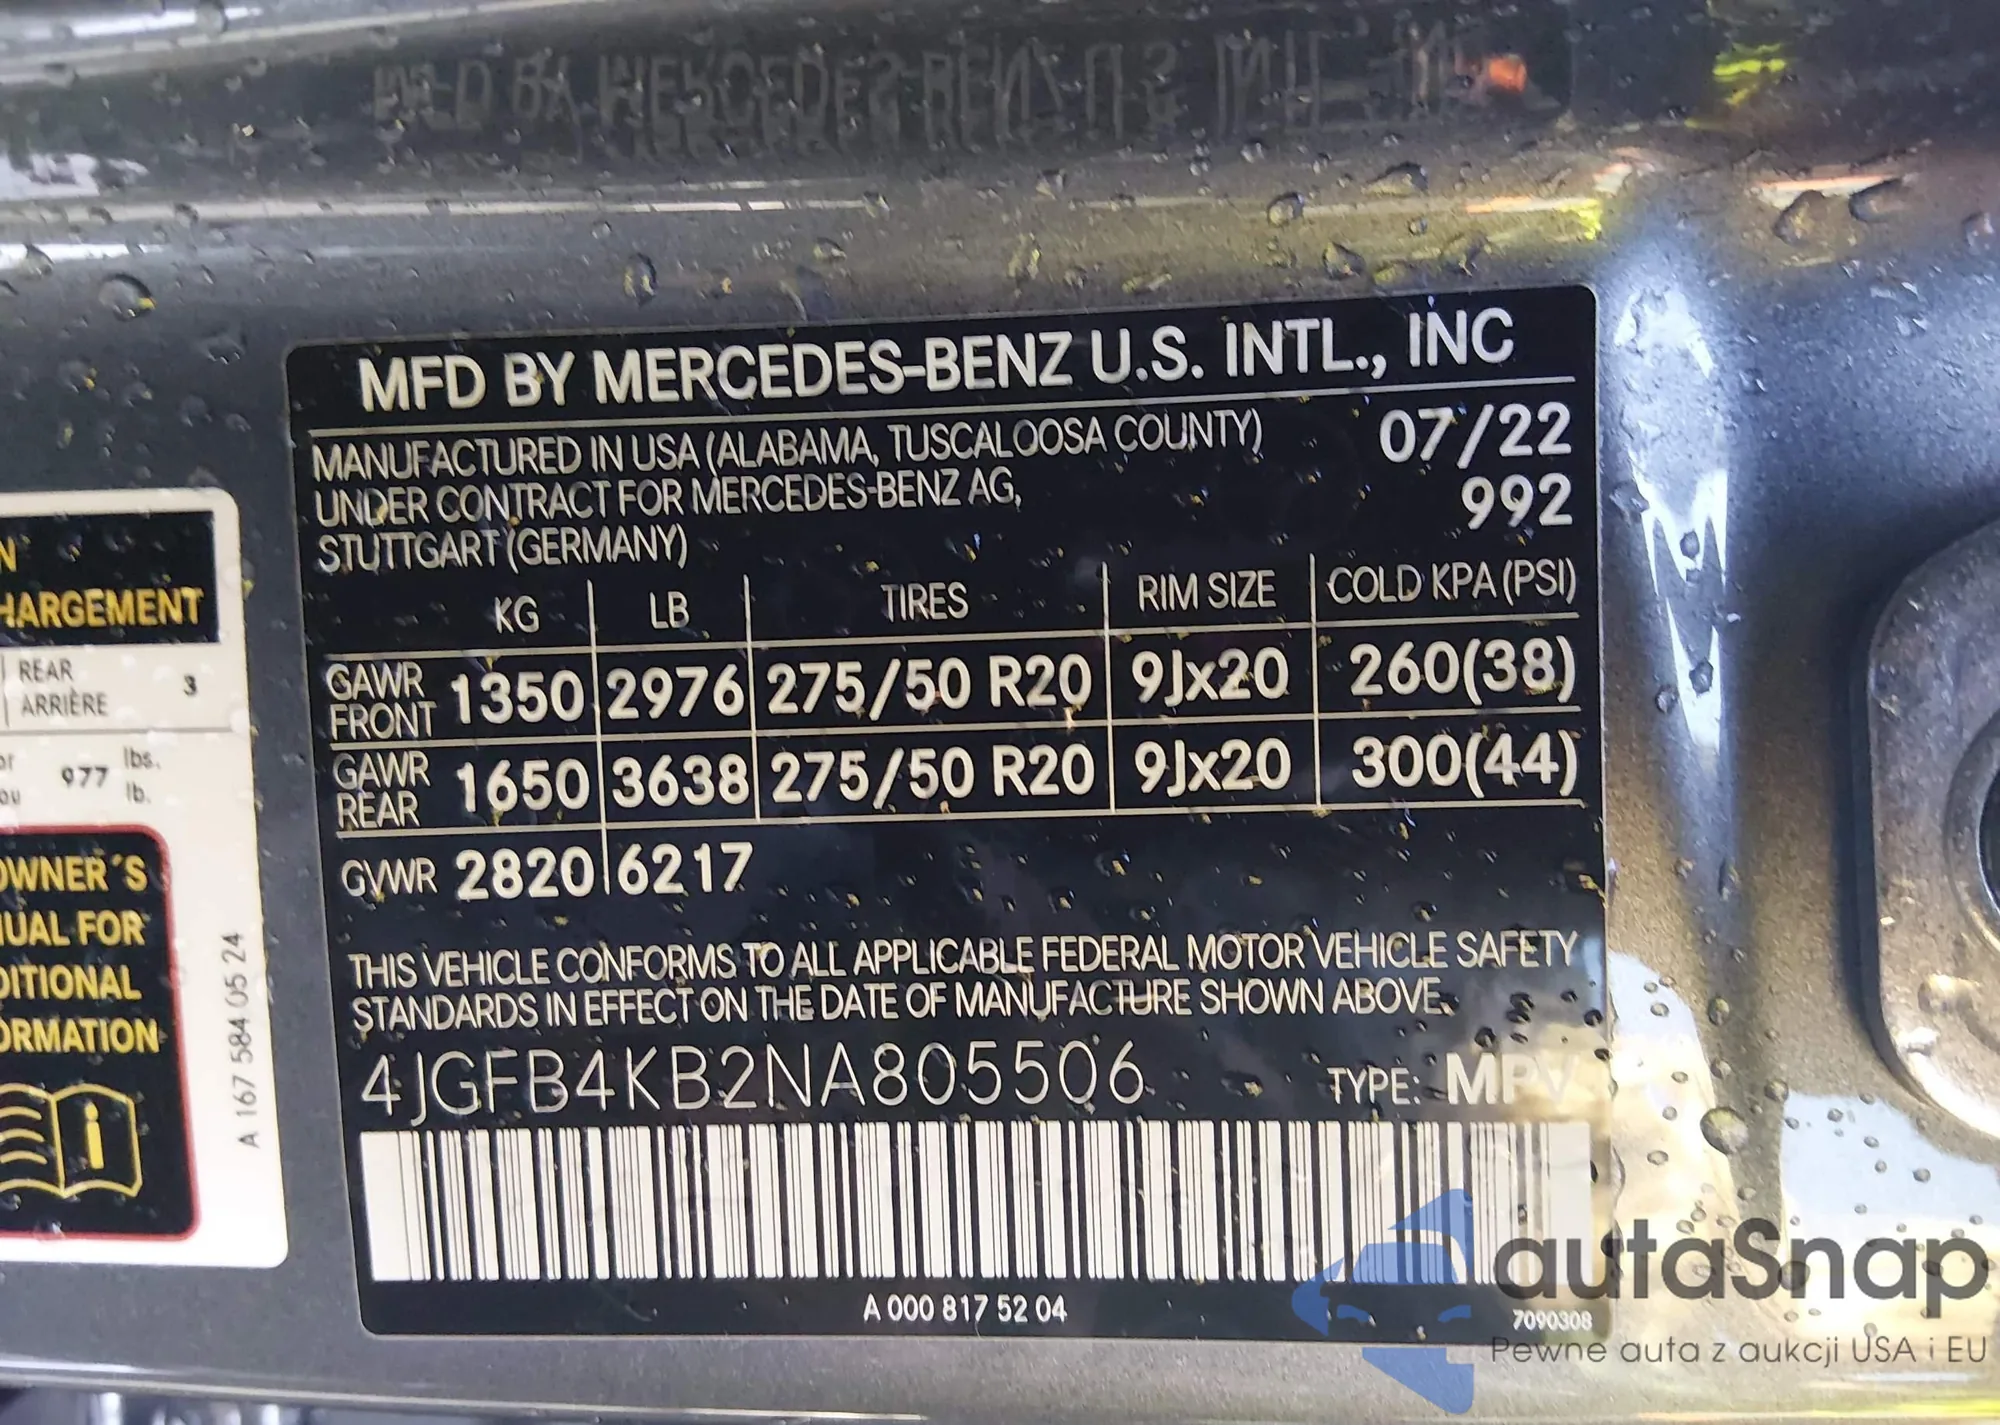 MFD BY MERCEDES-BENZ U.S. INTL., INC
MANUFACTURED IN USA (ALABAMA, TUSCALOOSA COUNTY) 07/22
UNDER CONTRACT FOR MERCEDES-BENZ AG, 992
STUTTGART (GERMANY)
KG LB TIRES RIM SIZE COLD KPA (PSI)
GAWR FRONT 1350 2976 275/50 R20 9Jx20 260(38)
GAWR REAR 1650 3638 275/50 R20 9Jx20 300(44)
GVWR 2820 6217
THIS VEHICLE CONFORMS TO ALL APPLICABLE FEDERAL MOTOR VEHICLE SAFETY
STANDARDS IN EFFECT ON THE DATE OF MANUFACTURE SHOWN ABOVE.
4JGFB4KB2NA805506 TYPE: MPV
A 000 817 52 04 7090308
REAR 3
ARRIÈRE
977 lbs.
lb.
FOR
A 167 584 05 24
autaSnap
Pewne auta z aukcji USA i EU